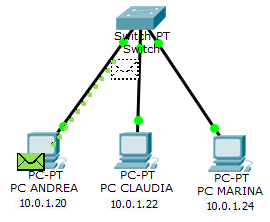 Switch-PT
Switch
PC-PT
PC ANDREA
10.0.1.20
PC-PT
PC CLAUDIA
10.0.1.22
PC-PT
PC MARINA
10.0.1.24